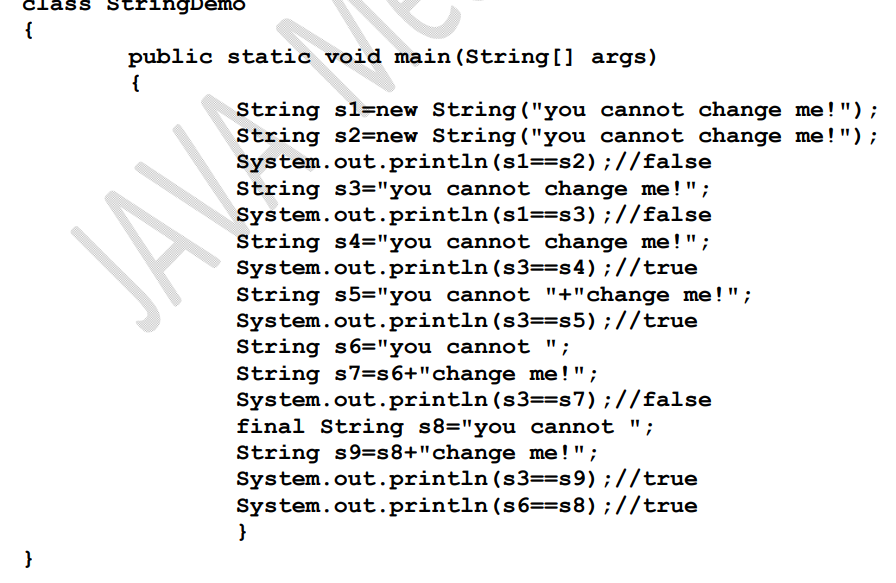 class StringDemo
{
public static void main(String[] args)
{
String s1=new String("you cannot change me!");
String s2=new String("you cannot change me!");
System.out.println(s1==s2);//false
String s3="you cannot change me!";
System.out.println(s1==s3);//false
String s4="you cannot change me!";
System.out.println(s3==s4);//true
String s5="you cannot "+"change me!";
System.out.println(s3==s5);//true
String s6="you cannot ";
String s7=s6+"change me!";
System.out.println(s3==s7);//false
final String s8="you cannot ";
String s9=s8+"change me!";
System.out.println(s3==s9);//true
System.out.println(s6==s8);//true
}
}
JAVA